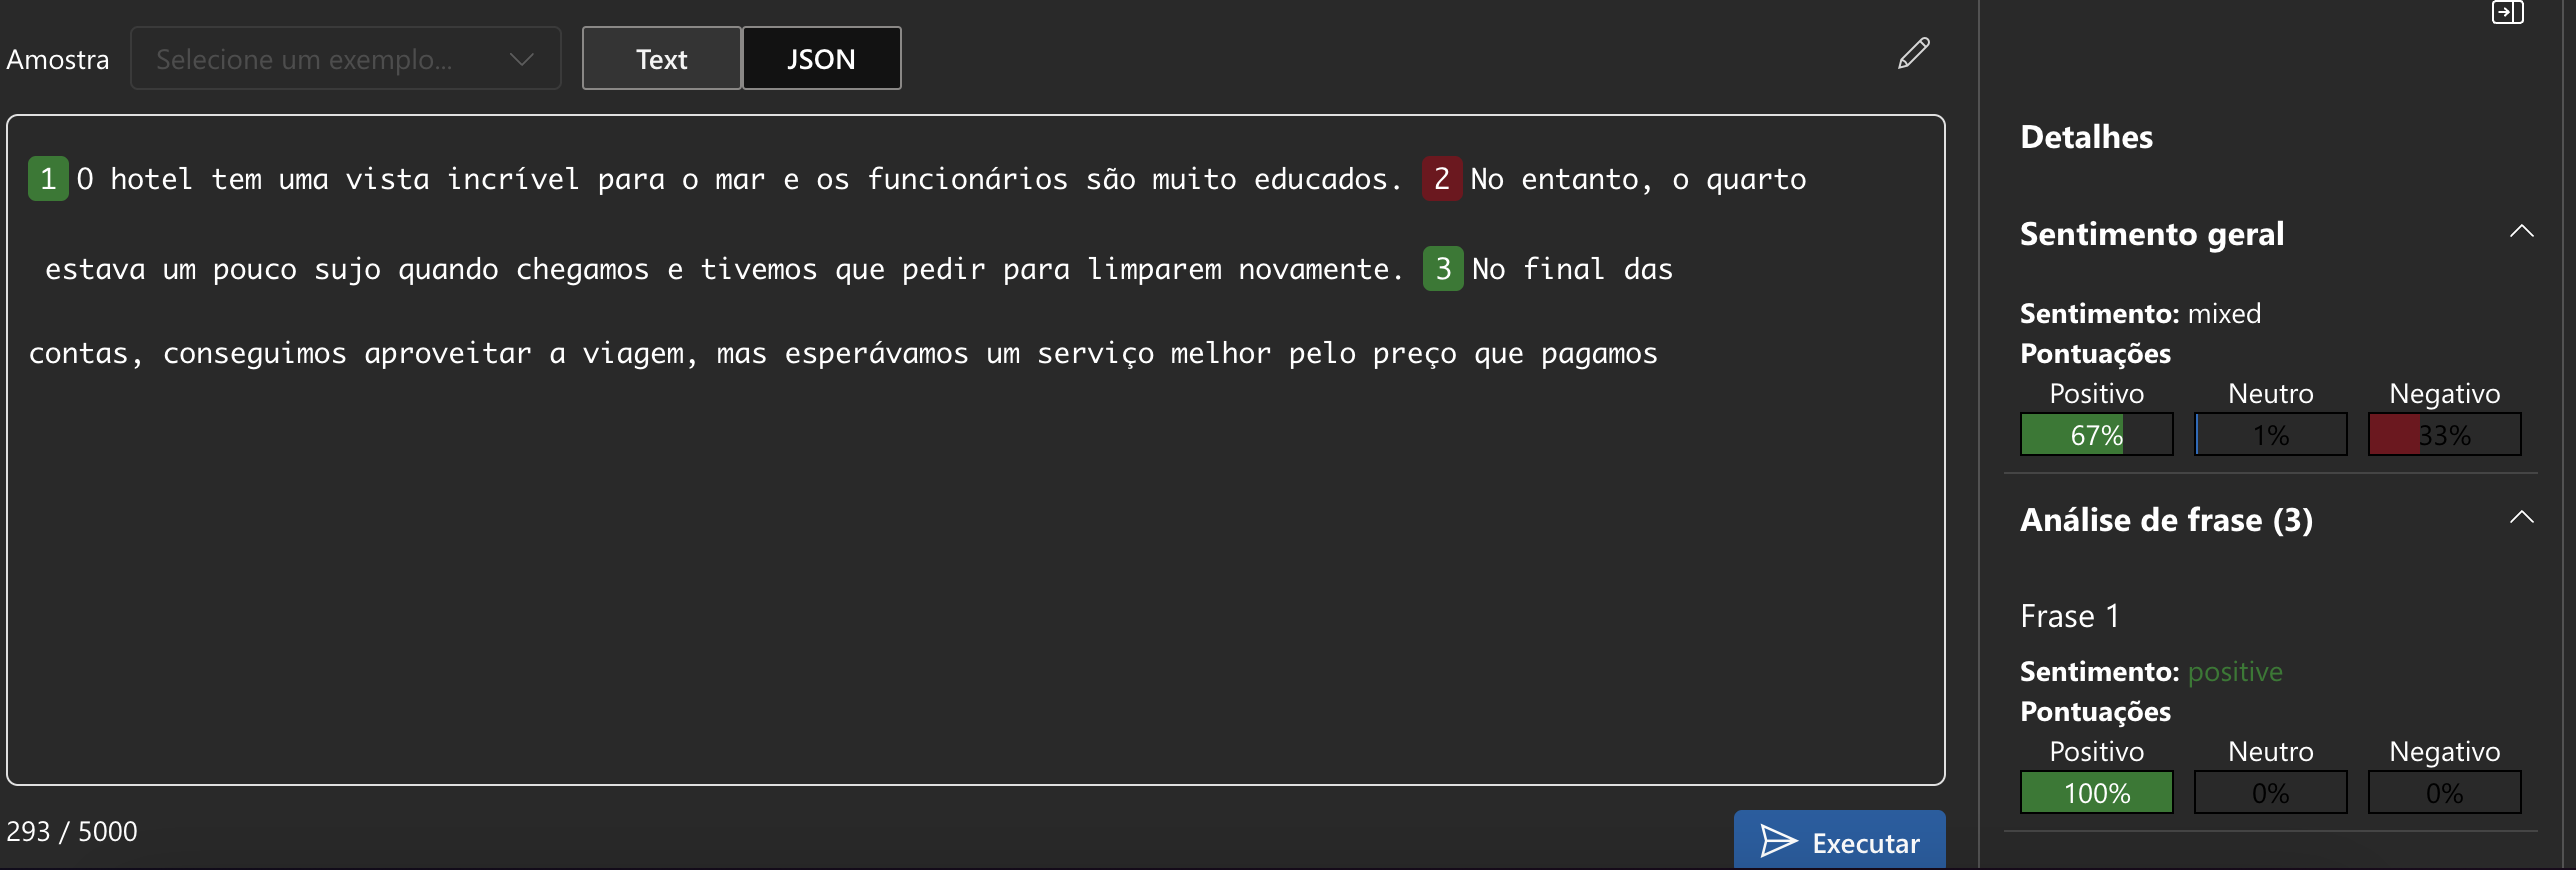 Amostra
Selecione um exemplo...
Text
JSON
1 O hotel tem uma vista incrível para o mar e os funcionários são muito educados. 2 No entanto, o quarto
estava um pouco sujo quando chegamos e tivemos que pedir para limparem novamente. 3 No final das
contas, conseguimos aproveitar a viagem, mas esperávamos um serviço melhor pelo preço que pagamos
293 / 5000
Executar
Detalhes
Sentimento geral
Sentimento: mixed
Pontuações
Positivo Neutro Negativo
67% 1% 33%
Análise de frase (3)
Frase 1
Sentimento: positive
Pontuações
Positivo Neutro Negativo
100% 0% 0%